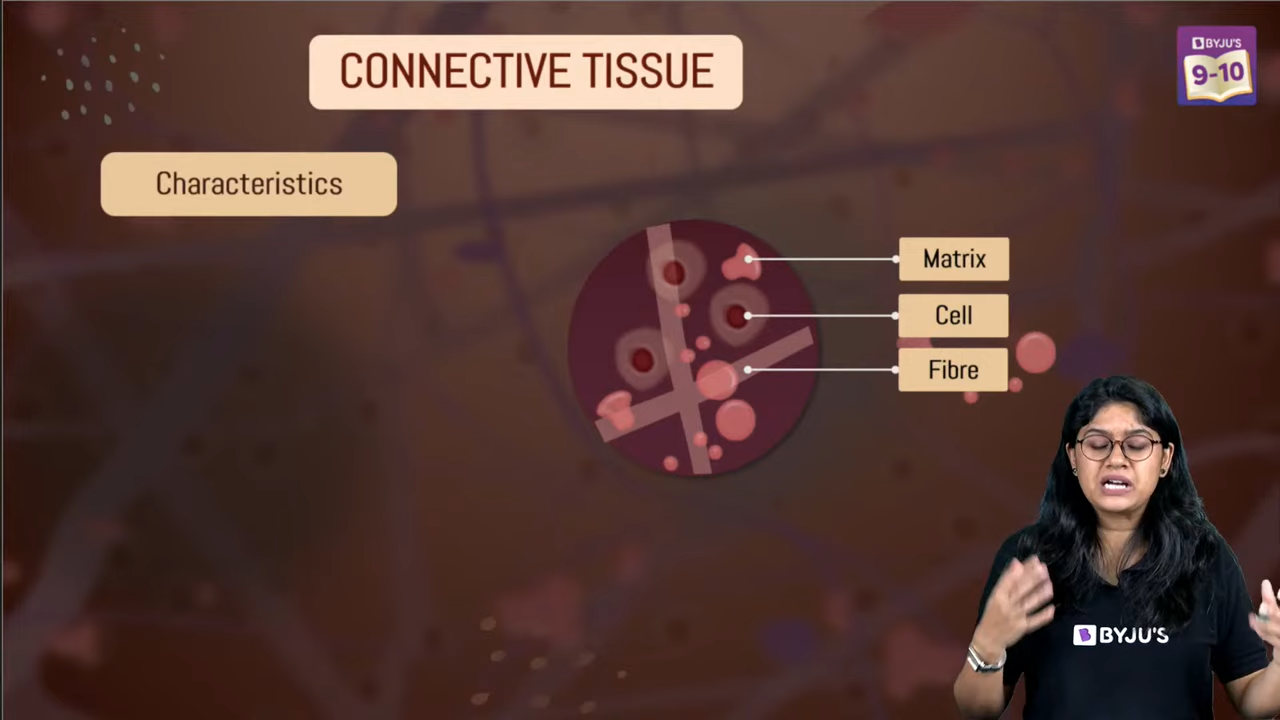 CONNECTIVE TISSUE
BYJU'S
9-10
Characteristics
Matrix
Cell
Fibre
BYJU'S